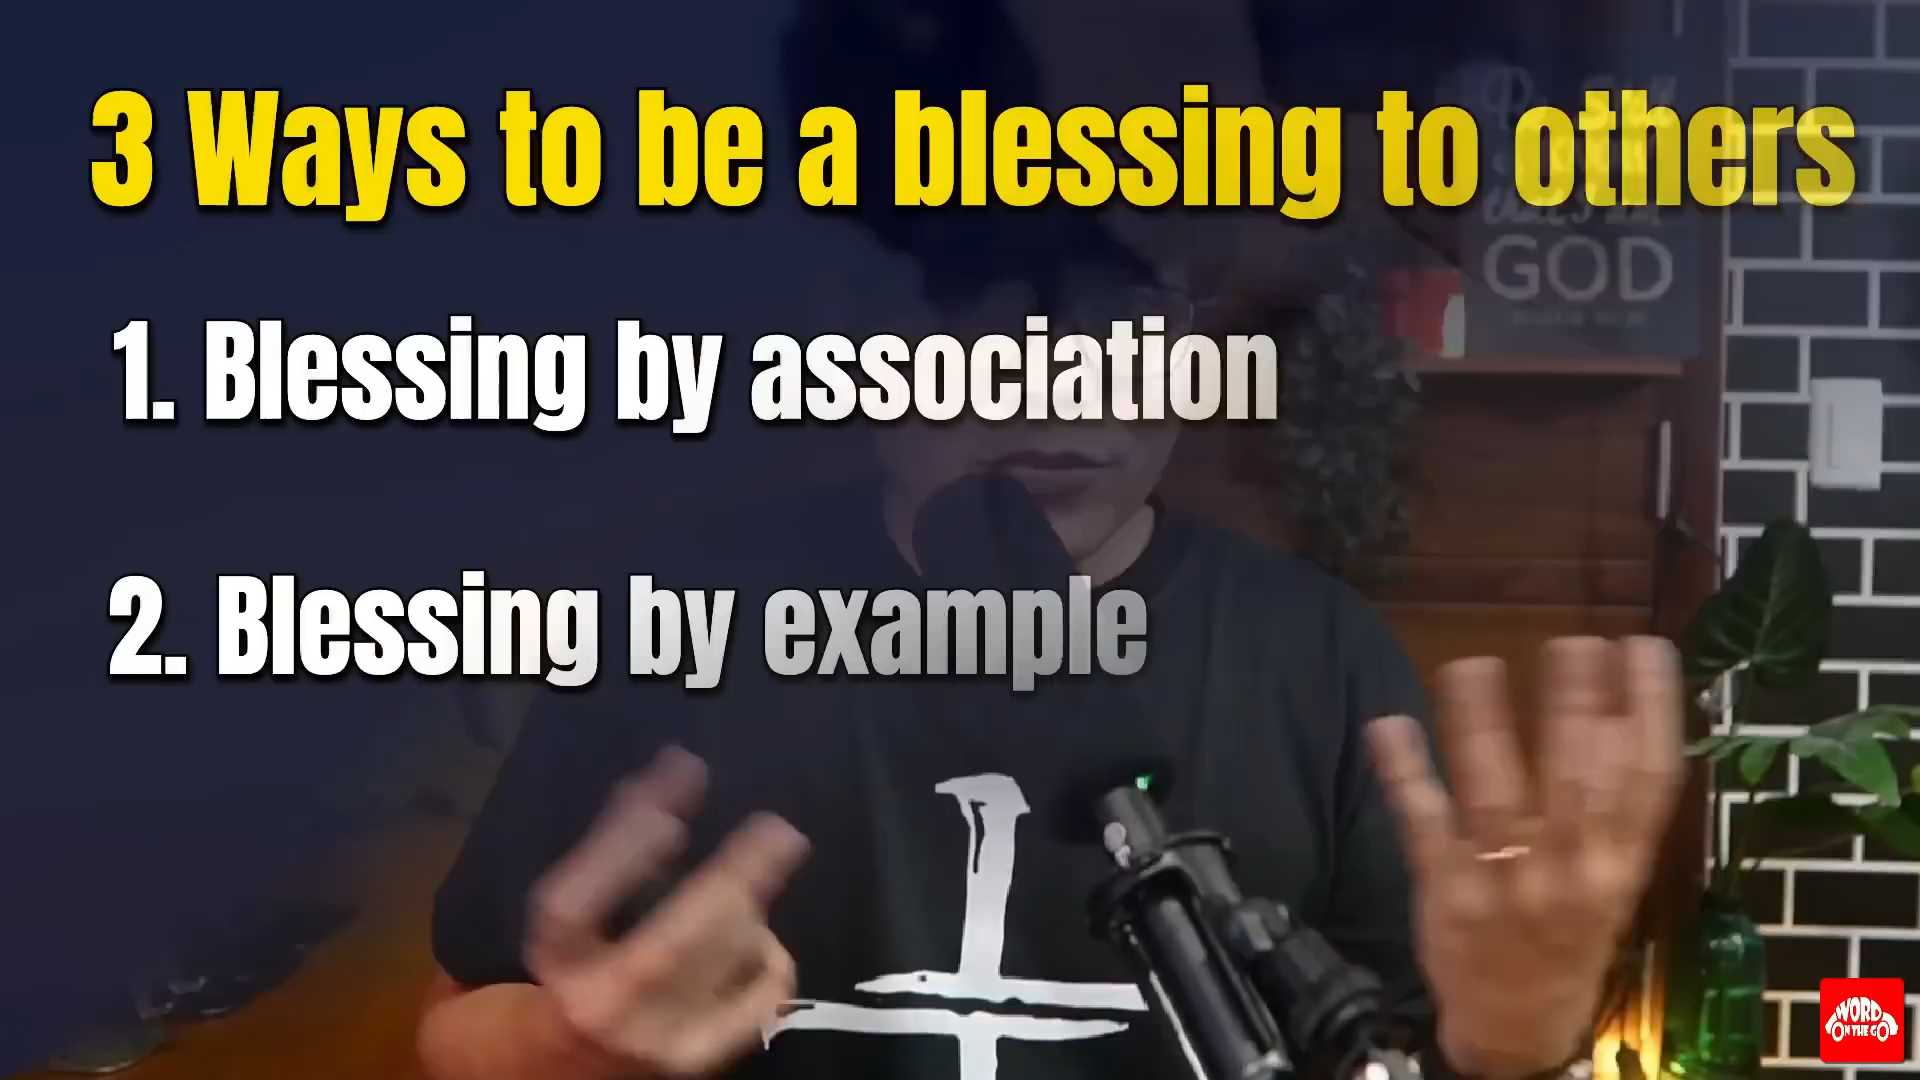 3 Ways to be a blessing to others
1. Blessing by association
2. Blessing by example
GOD
WORD
ON THE GO